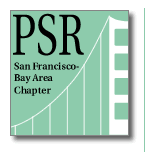 PSR
San Francisco-
Bay Area
Chapter